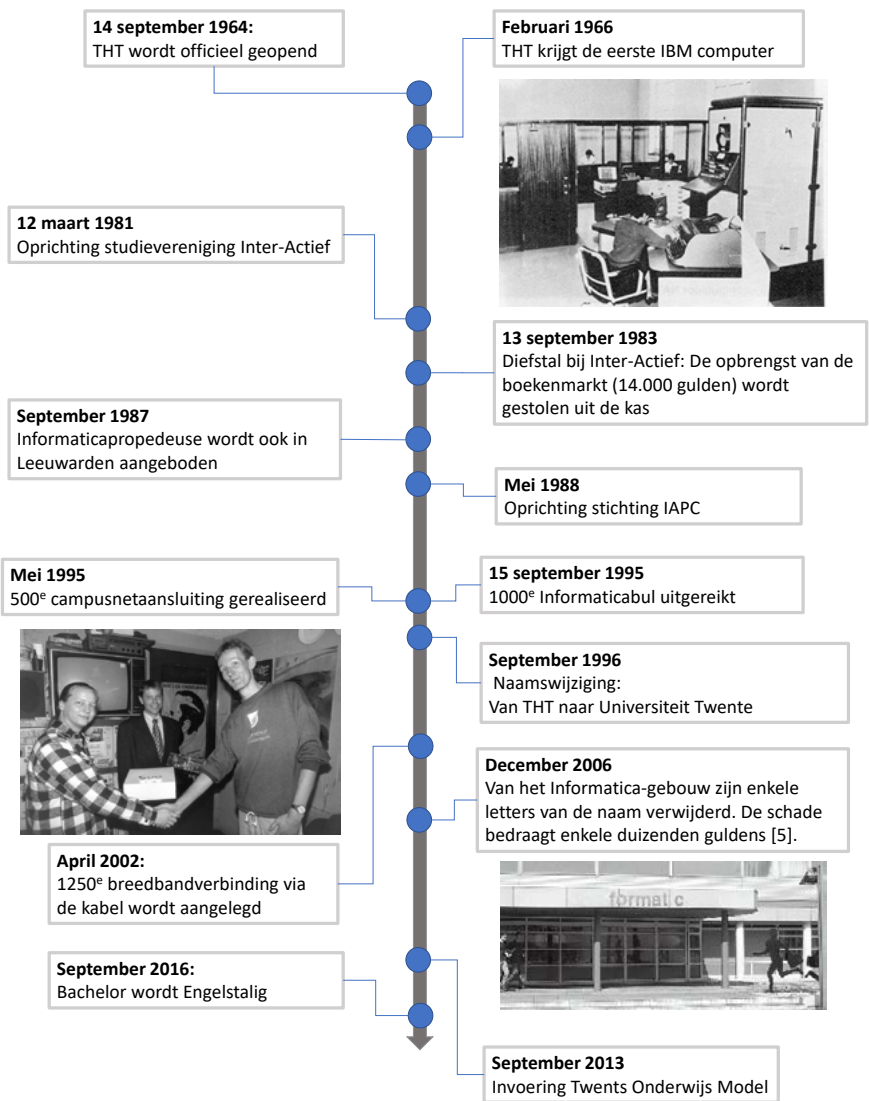 14 september 1964:
THT wordt officieel geopend
Februari 1966
THT krijgt de eerste IBM computer
12 maart 1981
Oprichting studievereniging Inter-Actief
13 september 1983
Diefstal bij Inter-Actief: De opbrengst van de
boekenmarkt (14.000 gulden) wordt
gestolen uit de kas
September 1987
Informaticapropedeuse wordt ook in
Leeuwarden aangeboden
Mei 1988
Oprichting stichting IAPC
Mei 1995
500e campusnetaansluiting gerealiseerd
15 september 1995
1000e Informaticabul uitgereikt
September 1996
Naamswijziging:
Van THT naar Universiteit Twente
December 2006
Van het Informatica-gebouw zijn enkele
letters van de naam verwijderd. De schade
bedraagt enkele duizenden guldens [5].
April 2002:
1250e breedbandverbinding via
de kabel wordt aangelegd
format c
September 2016:
Bachelor wordt Engelstalig
September 2013
Invoering Twents Onderwijs Model